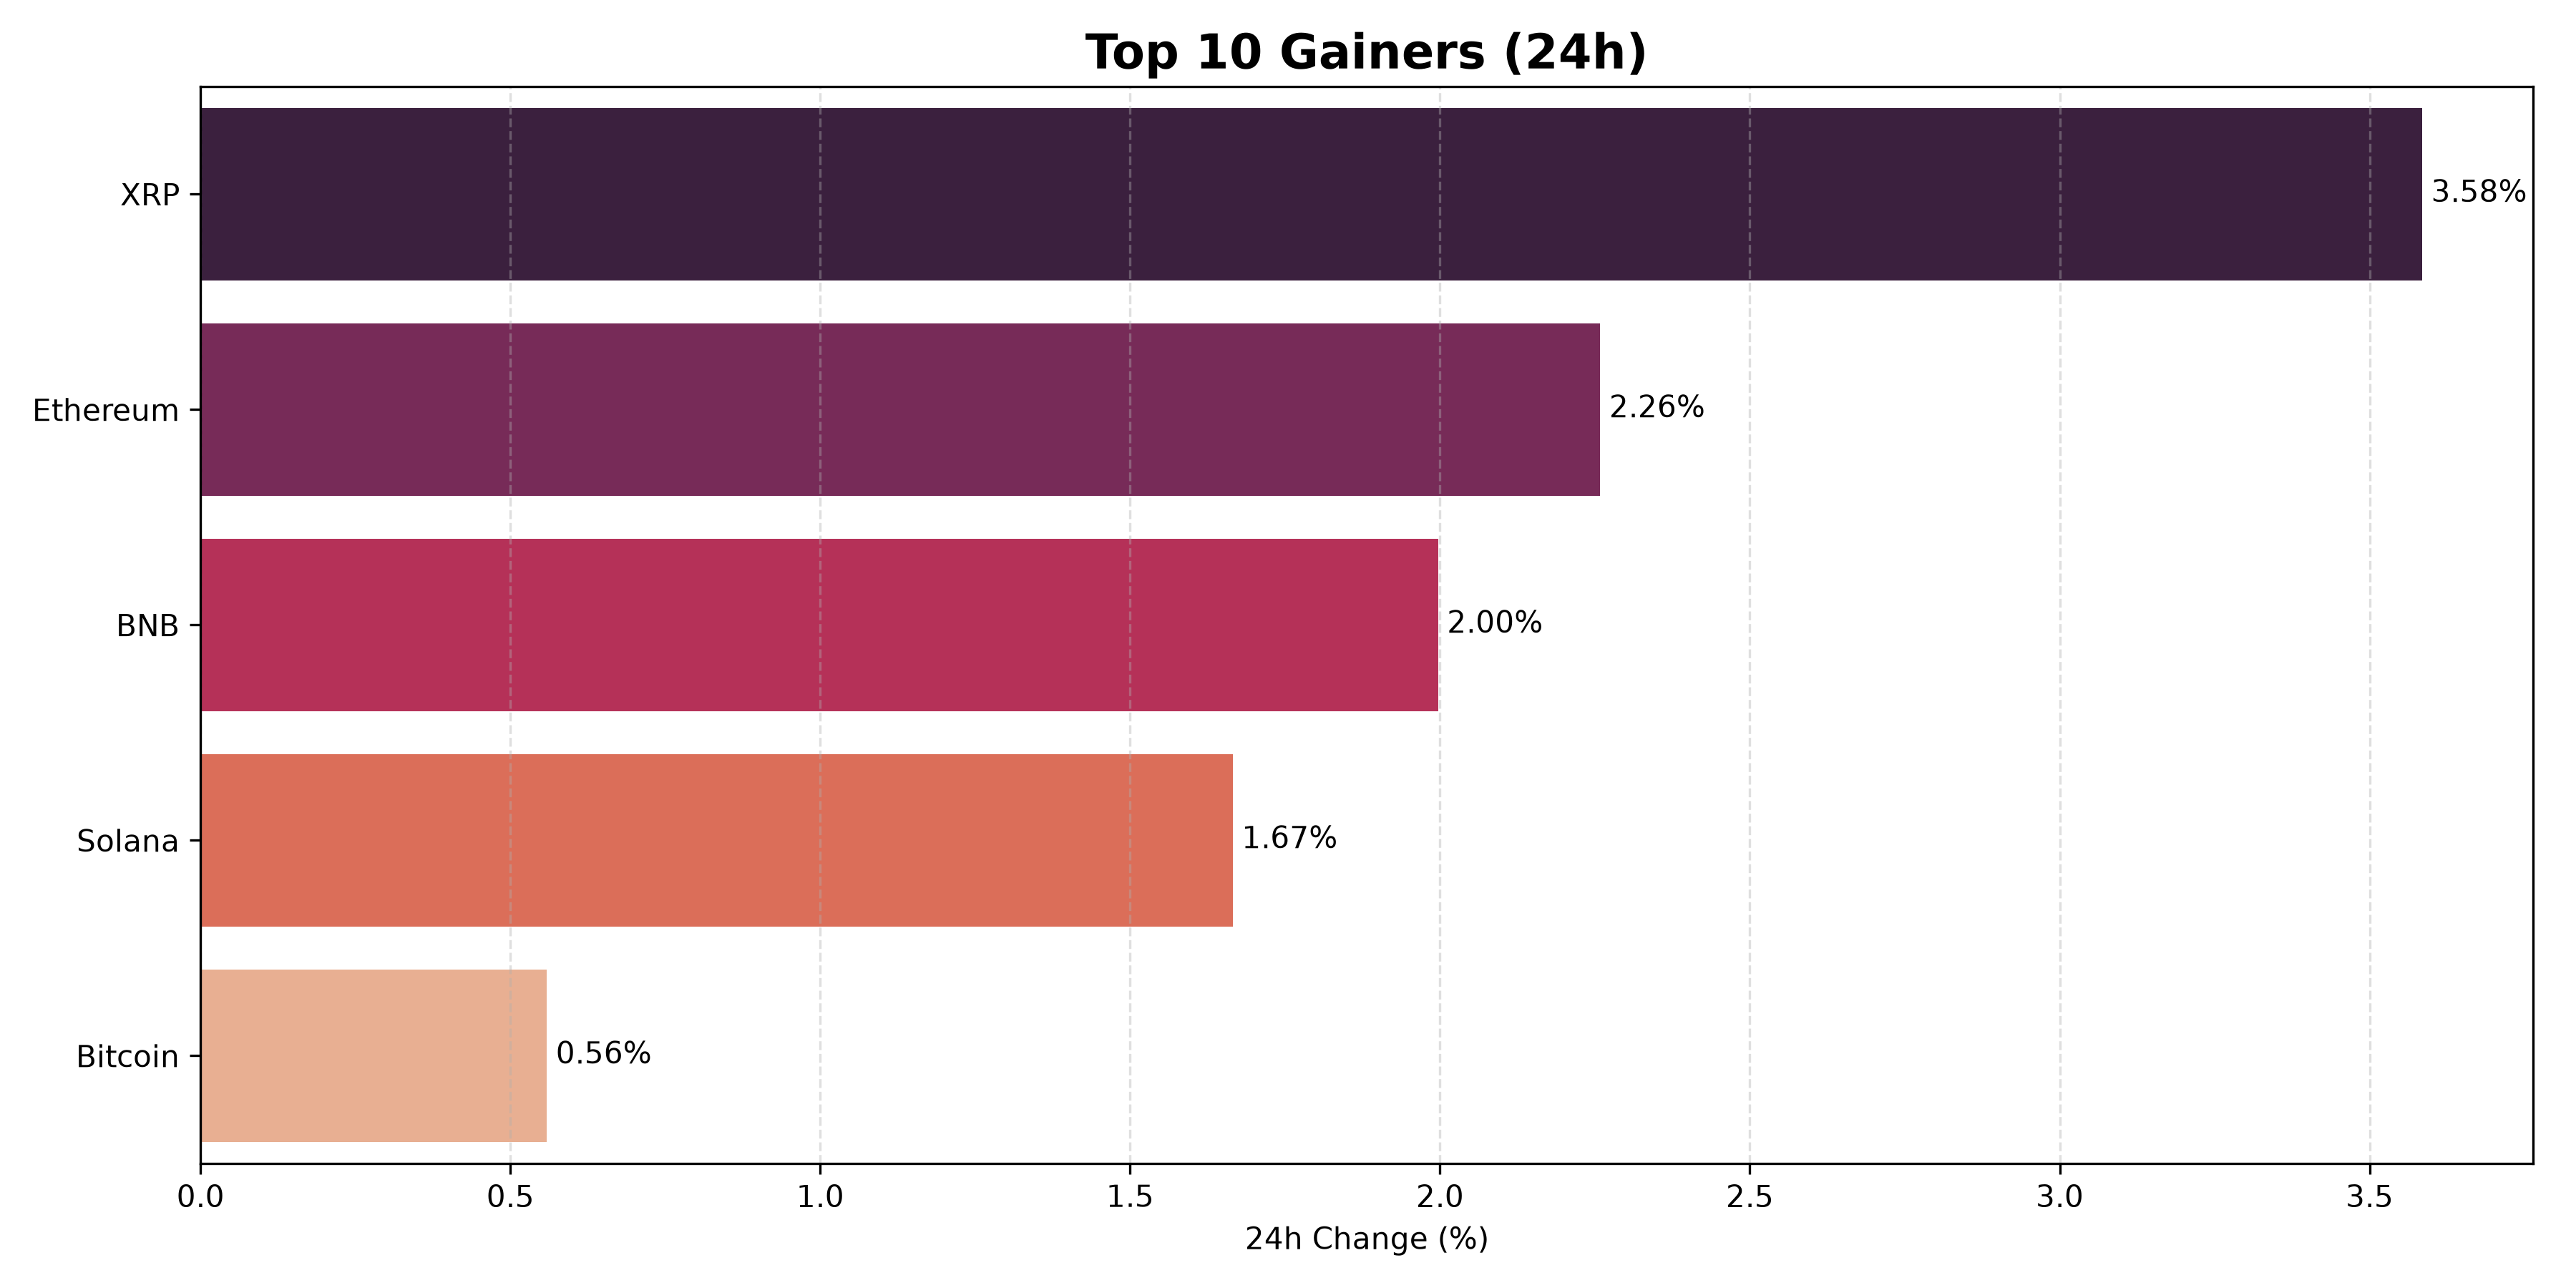 Top 10 Gainers (24h)
XRP
3.58%
Ethereum
2.26%
BNB
2.00%
Solana
1.67%
Bitcoin
0.56%
0.0 0.5 1.0 1.5 2.0 2.5 3.0 3.5
24h Change (%)